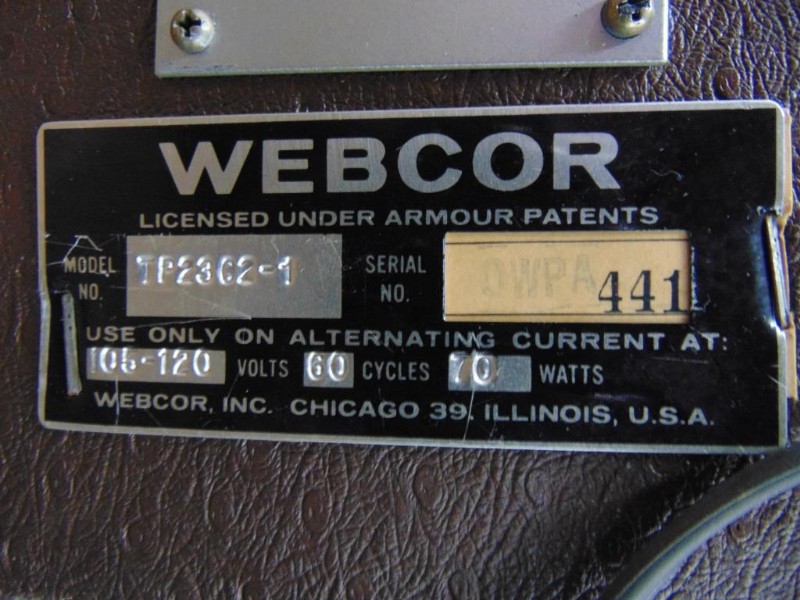 WEBCOR
LICENSED UNDER ARMOUR PATENTS
MODEL NO. TP2362-1 SERIAL NO. OWPA 441
USE ONLY ON ALTERNATING CURRENT AT:
105-120 VOLTS 60 CYCLES 70 WATTS
WEBCOR, INC. CHICAGO 39, ILLINOIS, U.S.A.